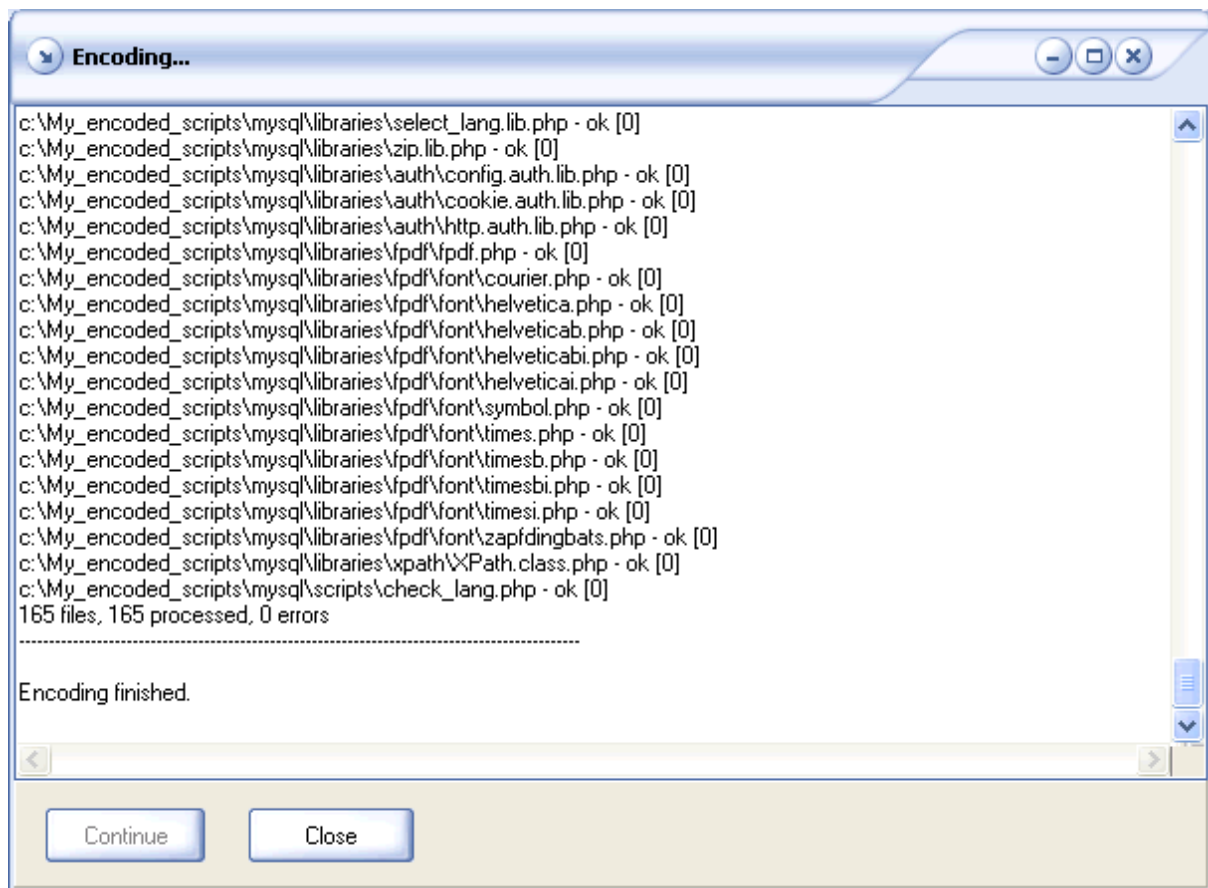 Encoding...
c:\My_encoded_scripts\mysql\libraries\select_lang.lib.php - ok [0]
c:\My_encoded_scripts\mysql\libraries\zip.lib.php - ok [0]
c:\My_encoded_scripts\mysql\libraries\auth\config.auth.lib.php - ok [0]
c:\My_encoded_scripts\mysql\libraries\auth\cookie.auth.lib.php - ok [0]
c:\My_encoded_scripts\mysql\libraries\auth\http.auth.lib.php - ok [0]
c:\My_encoded_scripts\mysql\libraries\fpdf\fpdf.php - ok [0]
c:\My_encoded_scripts\mysql\libraries\fpdf\font\courier.php - ok [0]
c:\My_encoded_scripts\mysql\libraries\fpdf\font\helvetica.php - ok [0]
c:\My_encoded_scripts\mysql\libraries\fpdf\font\helveticab.php - ok [0]
c:\My_encoded_scripts\mysql\libraries\fpdf\font\helveticabi.php - ok [0]
c:\My_encoded_scripts\mysql\libraries\fpdf\font\helveticai.php - ok [0]
c:\My_encoded_scripts\mysql\libraries\fpdf\font\symbol.php - ok [0]
c:\My_encoded_scripts\mysql\libraries\fpdf\font\times.php - ok [0]
c:\My_encoded_scripts\mysql\libraries\fpdf\font\timesb.php - ok [0]
c:\My_encoded_scripts\mysql\libraries\fpdf\font\timesbi.php - ok [0]
c:\My_encoded_scripts\mysql\libraries\fpdf\font\timesi.php - ok [0]
c:\My_encoded_scripts\mysql\libraries\fpdf\font\zapfdingbats.php - ok [0]
c:\My_encoded_scripts\mysql\libraries\xpath\XPath.class.php - ok [0]
c:\My_encoded_scripts\mysql\scripts\check_lang.php - ok [0]
165 files, 165 processed, 0 errors
----------------------------------------------------------------------------------------------
Encoding finished.
Continue Close